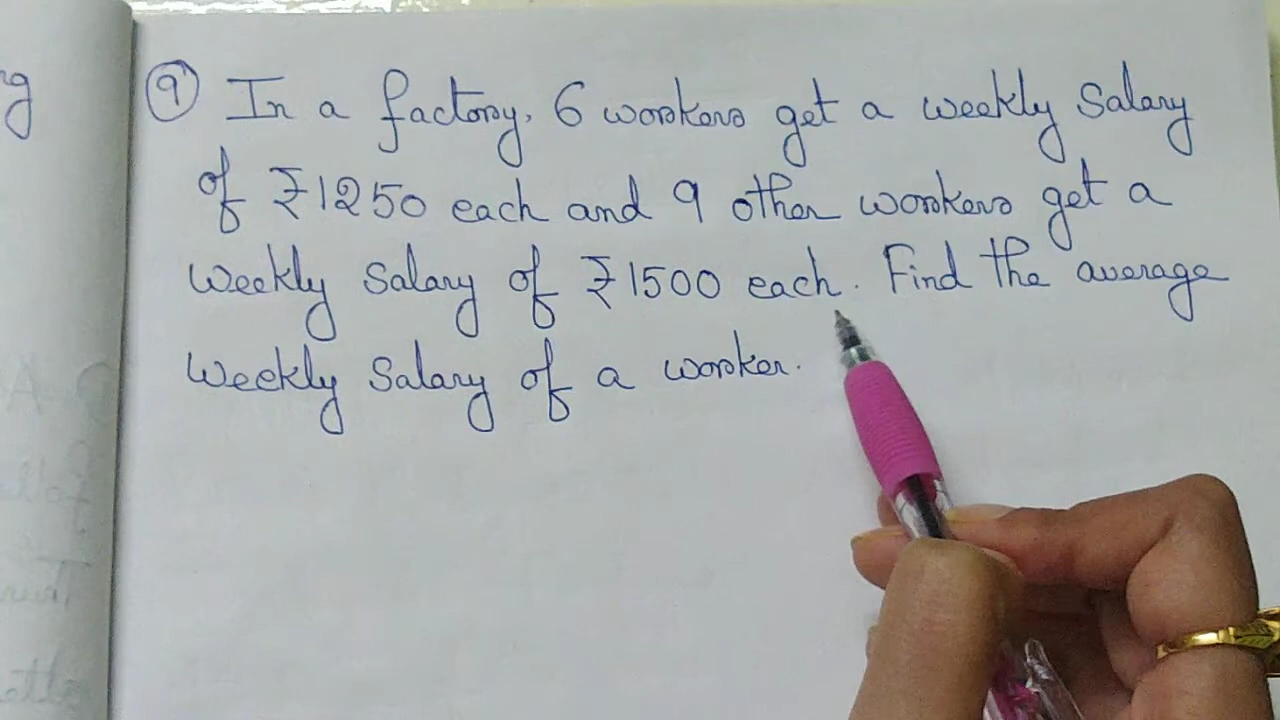 9 In a factory, 6 workers get a weekly Salary
of ₹1250 each and 9 other workers get a
Weekly Salary of ₹1500 each. Find the average
Weekly Salary of a worker.